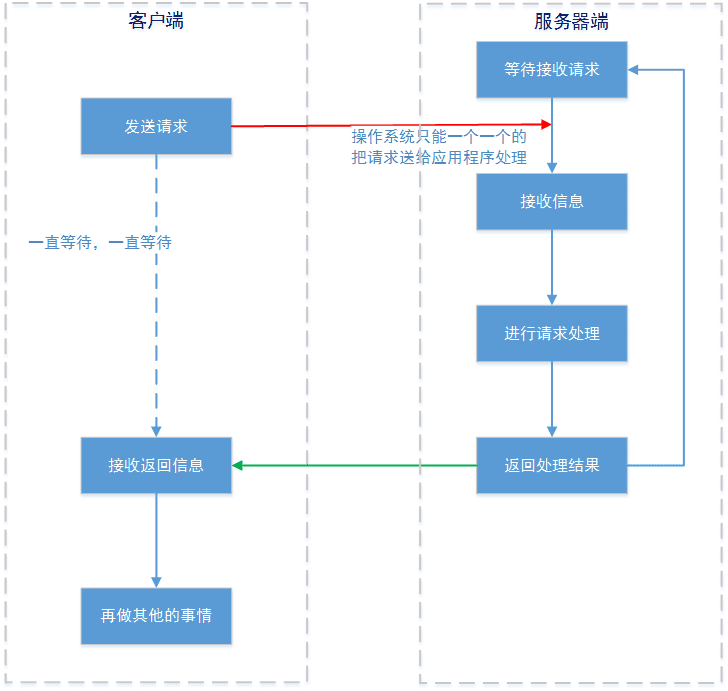 客户端
服务器端
等待接收请求
发送请求
操作系统只能一个一个的
把请求送给应用程序处理
接收信息
一直等待，一直等待
进行请求处理
接收返回信息
返回处理结果
再做其他的事情